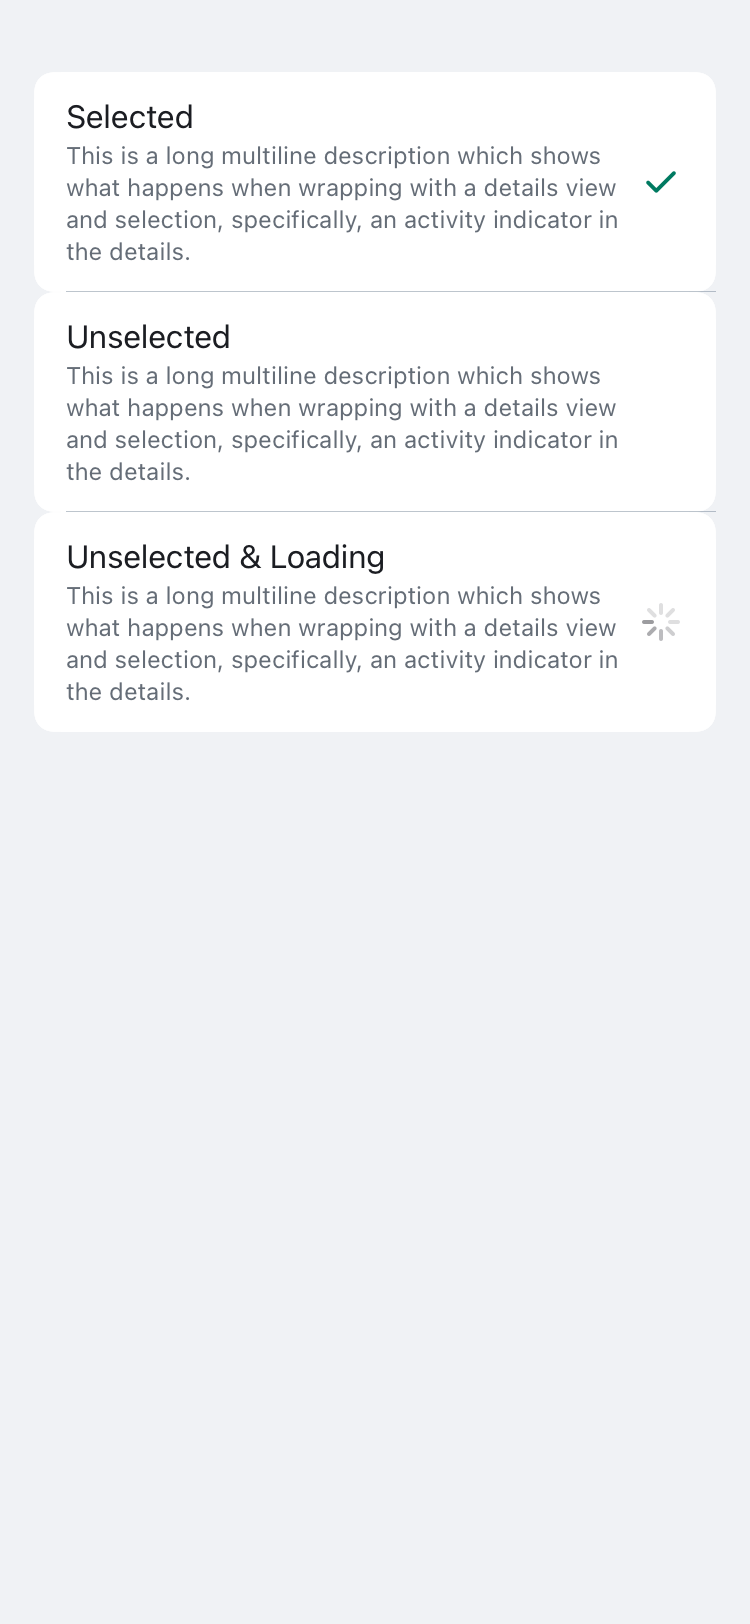 Selected
This is a long multiline description which shows
what happens when wrapping with a details view
and selection, specifically, an activity indicator in
the details.
Unselected
This is a long multiline description which shows
what happens when wrapping with a details view
and selection, specifically, an activity indicator in
the details.
Unselected & Loading
This is a long multiline description which shows
what happens when wrapping with a details view
and selection, specifically, an activity indicator in
the details.